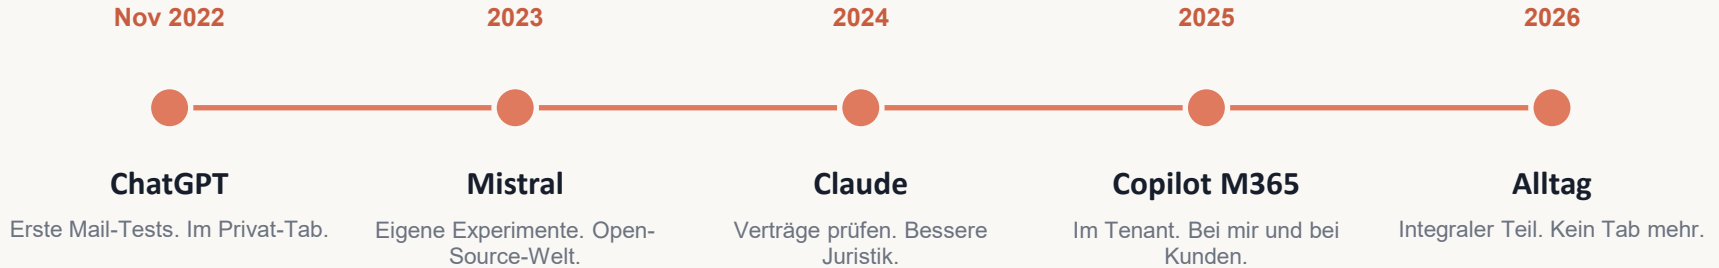 Nov 2022
2023
2024
2025
2026
ChatGPT
Mistral
Claude
Copilot M365
Alltag
Erste Mail-Tests. Im Privat-Tab.
Eigene Experimente. Open-
Source-Welt.
Verträge prüfen. Bessere
Juristik.
Im Tenant. Bei mir und bei
Kunden.
Integraler Teil. Kein Tab mehr.